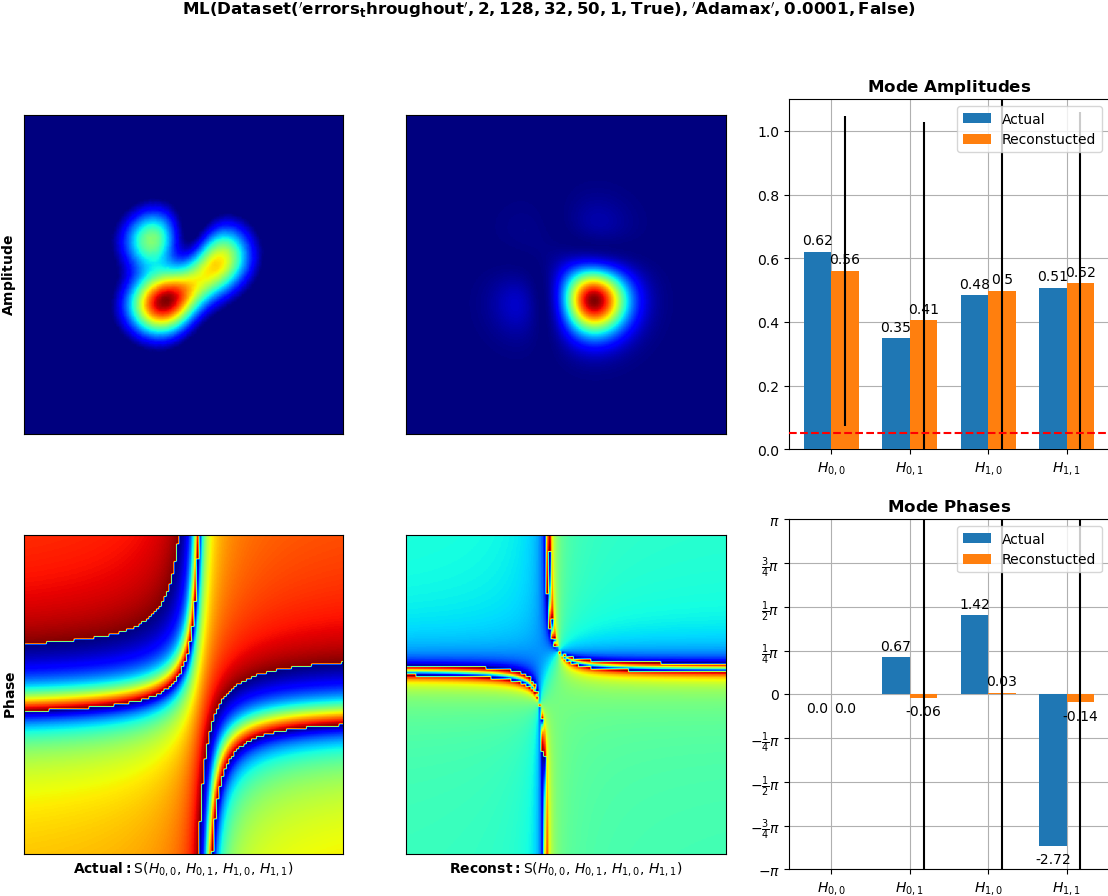 ML(Dataset('errors_throughout', 2, 128, 32, 50, 1, True), 'Adamax', 0.0001, False)
Amplitude
Mode Amplitudes
Actual
Reconstucted
1.0
0.8
0.6
0.4
0.2
0.0
0.62
0.56
0.35
0.41
0.48
0.5
0.51
0.52
H0,0
H0,1
H1,0
H1,1
Phase
Actual: S(H0,0, H0,1, H1,0, H1,1)
Reconst: S(H0,0, H0,1, H1,0, H1,1)
Mode Phases
Actual
Reconstucted
π
3/4π
1/2π
1/4π
0
−1/4π
−1/2π
−3/4π
−π
0.0
0.0
0.67
-0.06
1.42
0.03
-2.72
-0.14
H0,0
H0,1
H1,0
H1,1